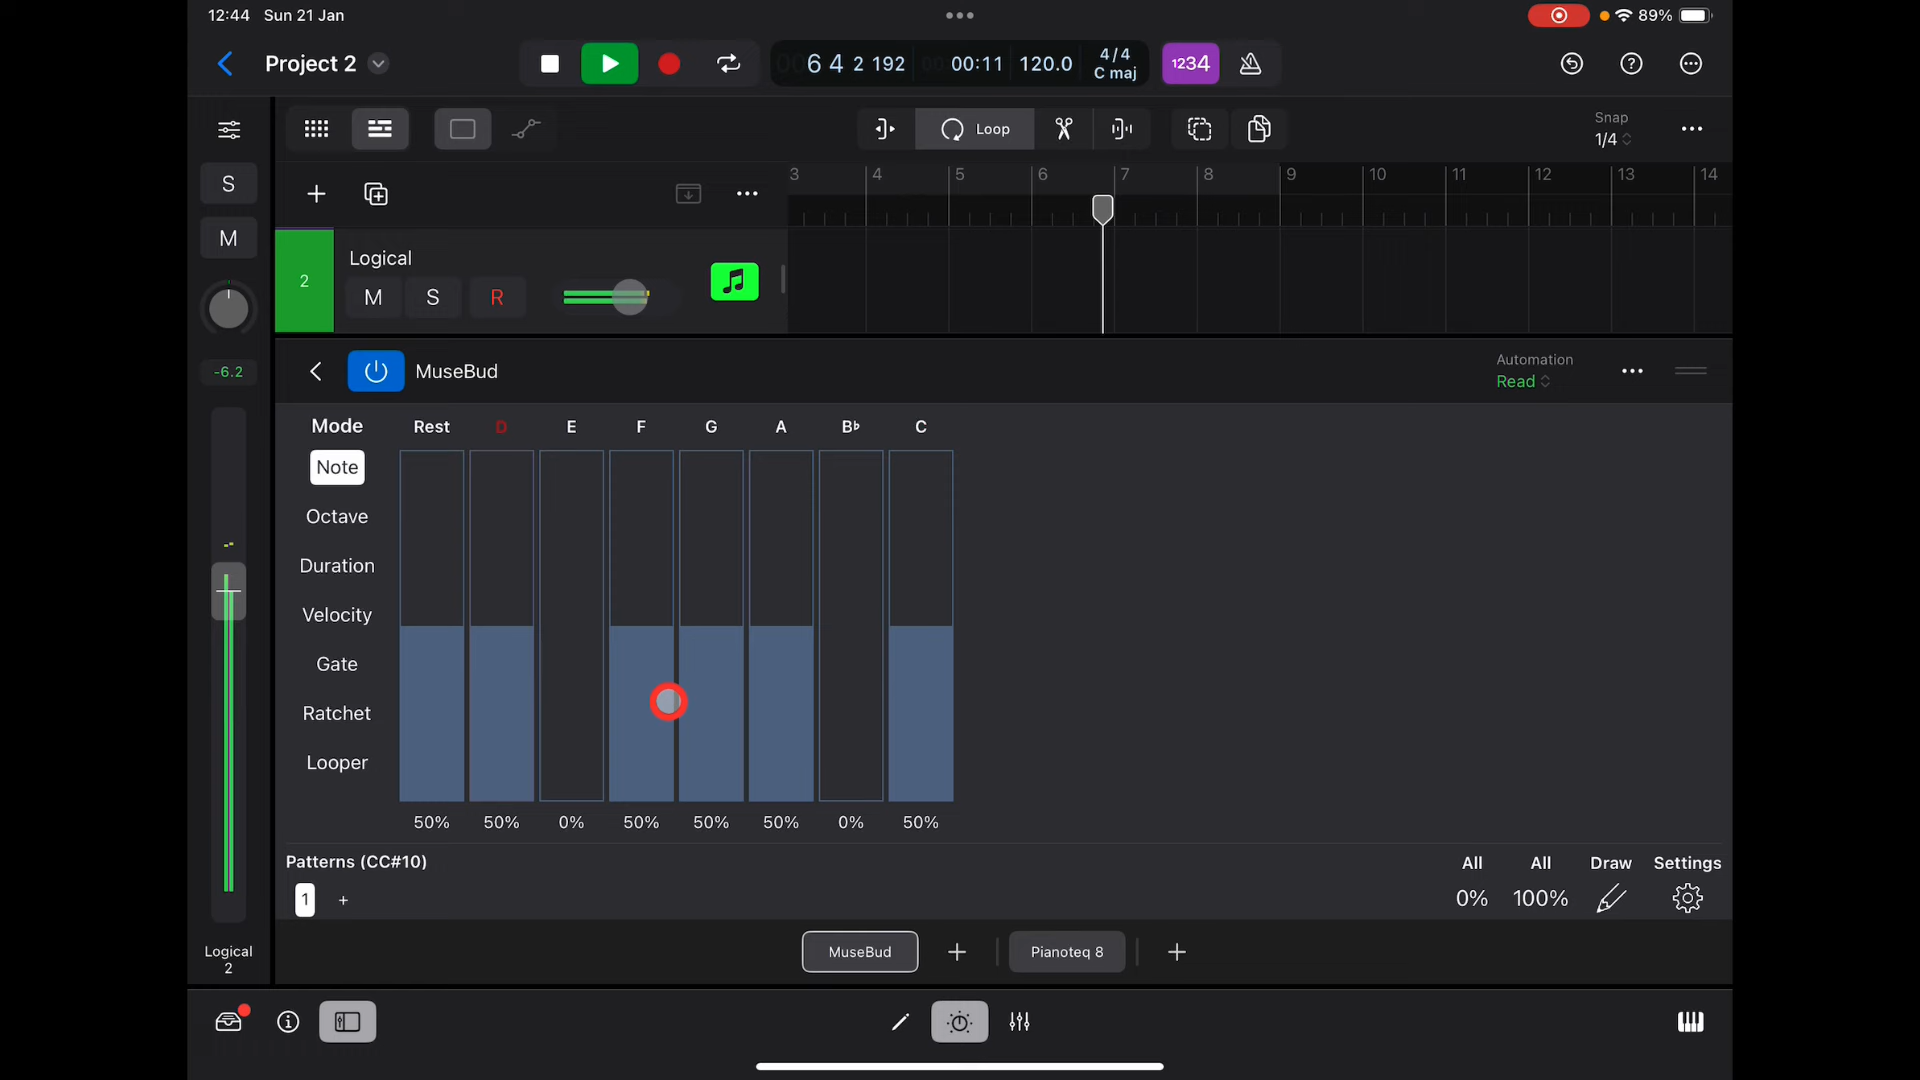 12:44 Sun 21 Jan
89%
Project 2
6 4 2 192
00:11
120.0
4/4
C maj
1234
Loop
Snap
1/4
S
M
3 4 5 6 7 8 9 10 11 12 13 14
2
Logical
M S R
-6.2
MuseBud
Automation
Read
Mode Rest D E F G A B♭ C
Note
Octave
Duration
Velocity
Gate
Ratchet
Looper
50% 50% 0% 50% 50% 50% 0% 50%
Patterns (CC#10)
1 +
All All Draw Settings
0% 100%
Logical
2
MuseBud + Pianoteq 8 +